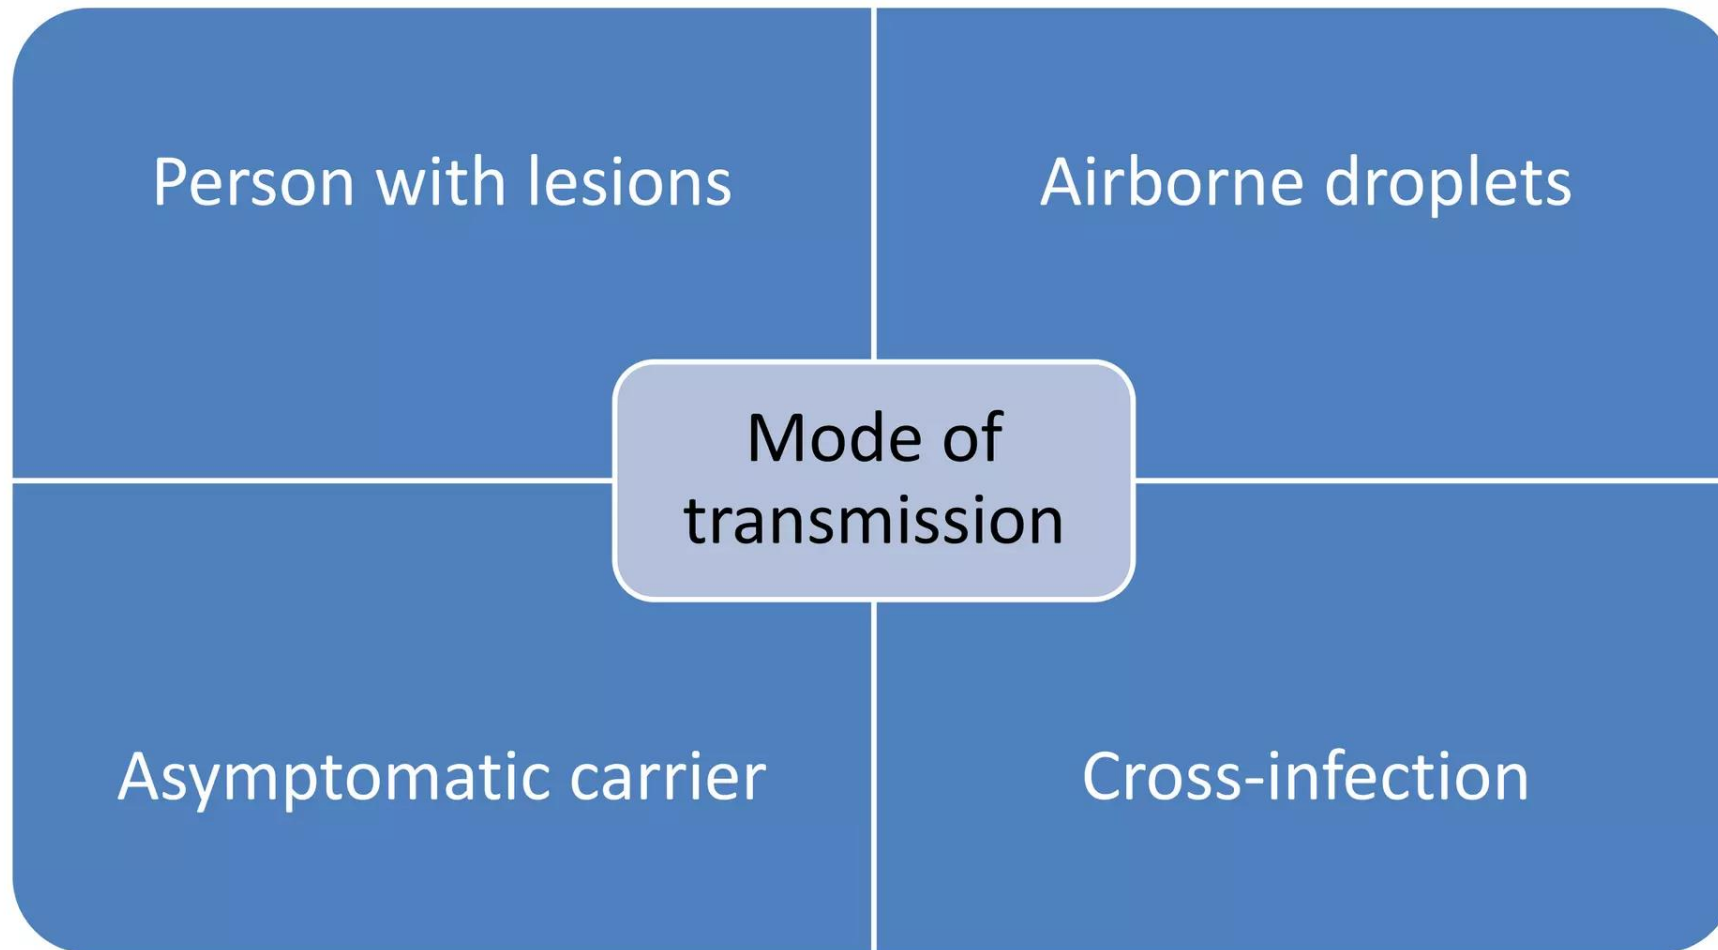 Person with lesions
Airborne droplets
Mode of
transmission
Asymptomatic carrier
Cross-infection